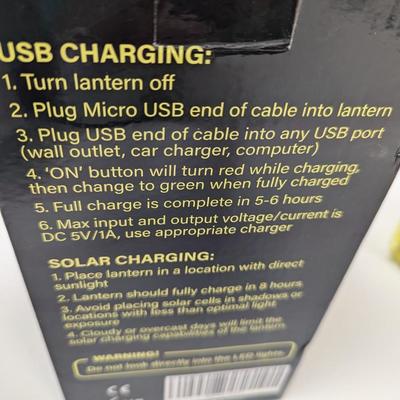 USB CHARGING:
1. Turn lantern off
2. Plug Micro USB end of cable into lantern
3. Plug USB end of cable into any USB port
(wall outlet, car charger, computer)
4. 'ON' button will turn red while charging,
then change to green when fully charged
5. Full charge is complete in 5-6 hours
6. Max input and output voltage/current is
DC 5V/1A, use appropriate charger
SOLAR CHARGING:
1. Place lantern in a location with direct
sunlight
2. Lantern should fully charge in 8 hours
3. Avoid placing solar cells in shadows or
locations with less than optimal light
exposure
4. Cloudy or overcast days will limit the
solar charging capabilities of the lantern.
WARNING!
Do not look directly into the LED lights.
CE